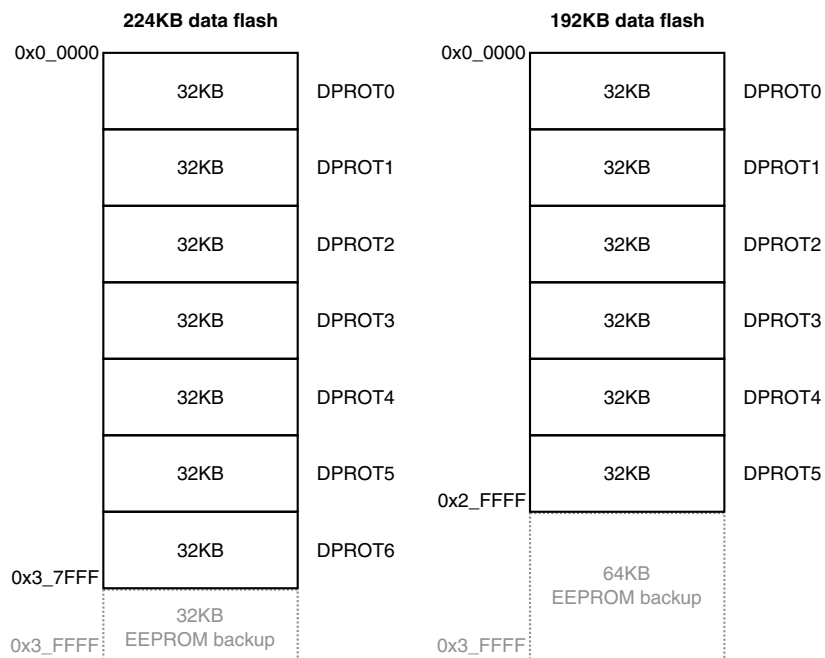 224KB data flash
0x0_0000
32KB DPROT0
32KB DPROT1
32KB DPROT2
32KB DPROT3
32KB DPROT4
32KB DPROT5
32KB DPROT6
0x3_7FFF
32KB
EEPROM backup
0x3_FFFF
192KB data flash
0x0_0000
32KB DPROT0
32KB DPROT1
32KB DPROT2
32KB DPROT3
32KB DPROT4
32KB DPROT5
0x2_FFFF
64KB
EEPROM backup
0x3_FFFF